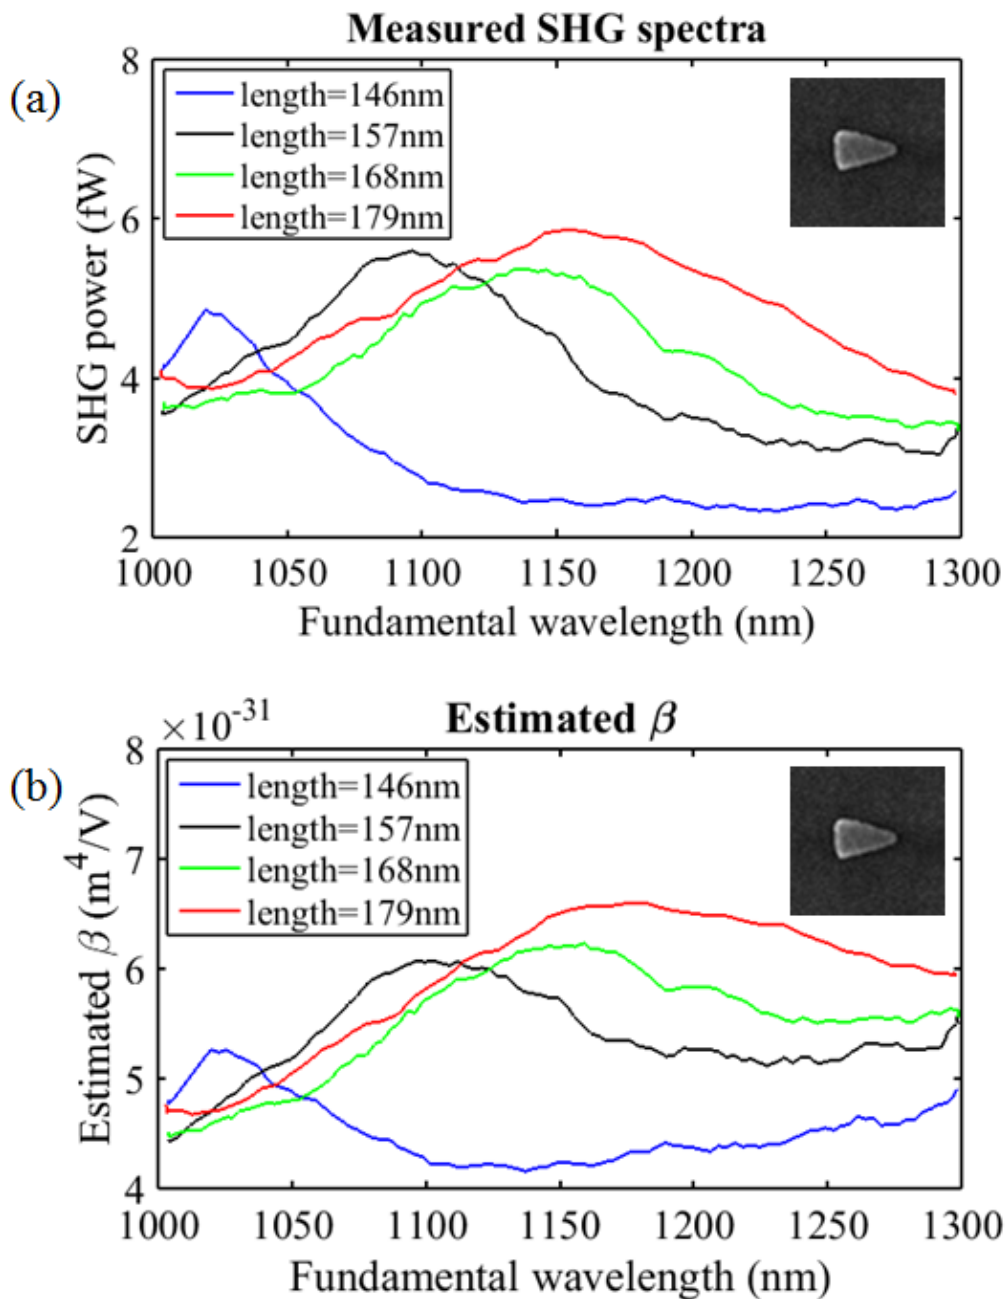 Measured SHG spectra
(a)
8
6
4
2
SHG power (fW)
length=146nm
length=157nm
length=168nm
length=179nm
1000 1050 1100 1150 1200 1250 1300
Fundamental wavelength (nm)
×10⁻³¹
Estimated β
(b)
8
7
6
5
4
Estimated β (m⁴/V)
length=146nm
length=157nm
length=168nm
length=179nm
1000 1050 1100 1150 1200 1250 1300
Fundamental wavelength (nm)